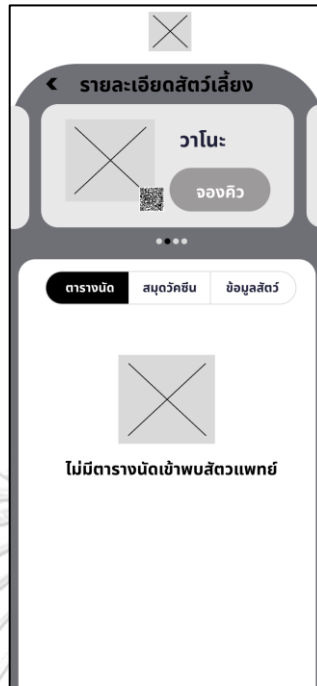 รายละเอียดสัตว์เลี้ยง
วาโนะ
จองคิว
ตารางนัด สมุดวัคซีน ข้อมูลสัตว์
ไม่มีตารางนัดเข้าพบสัตวแพทย์